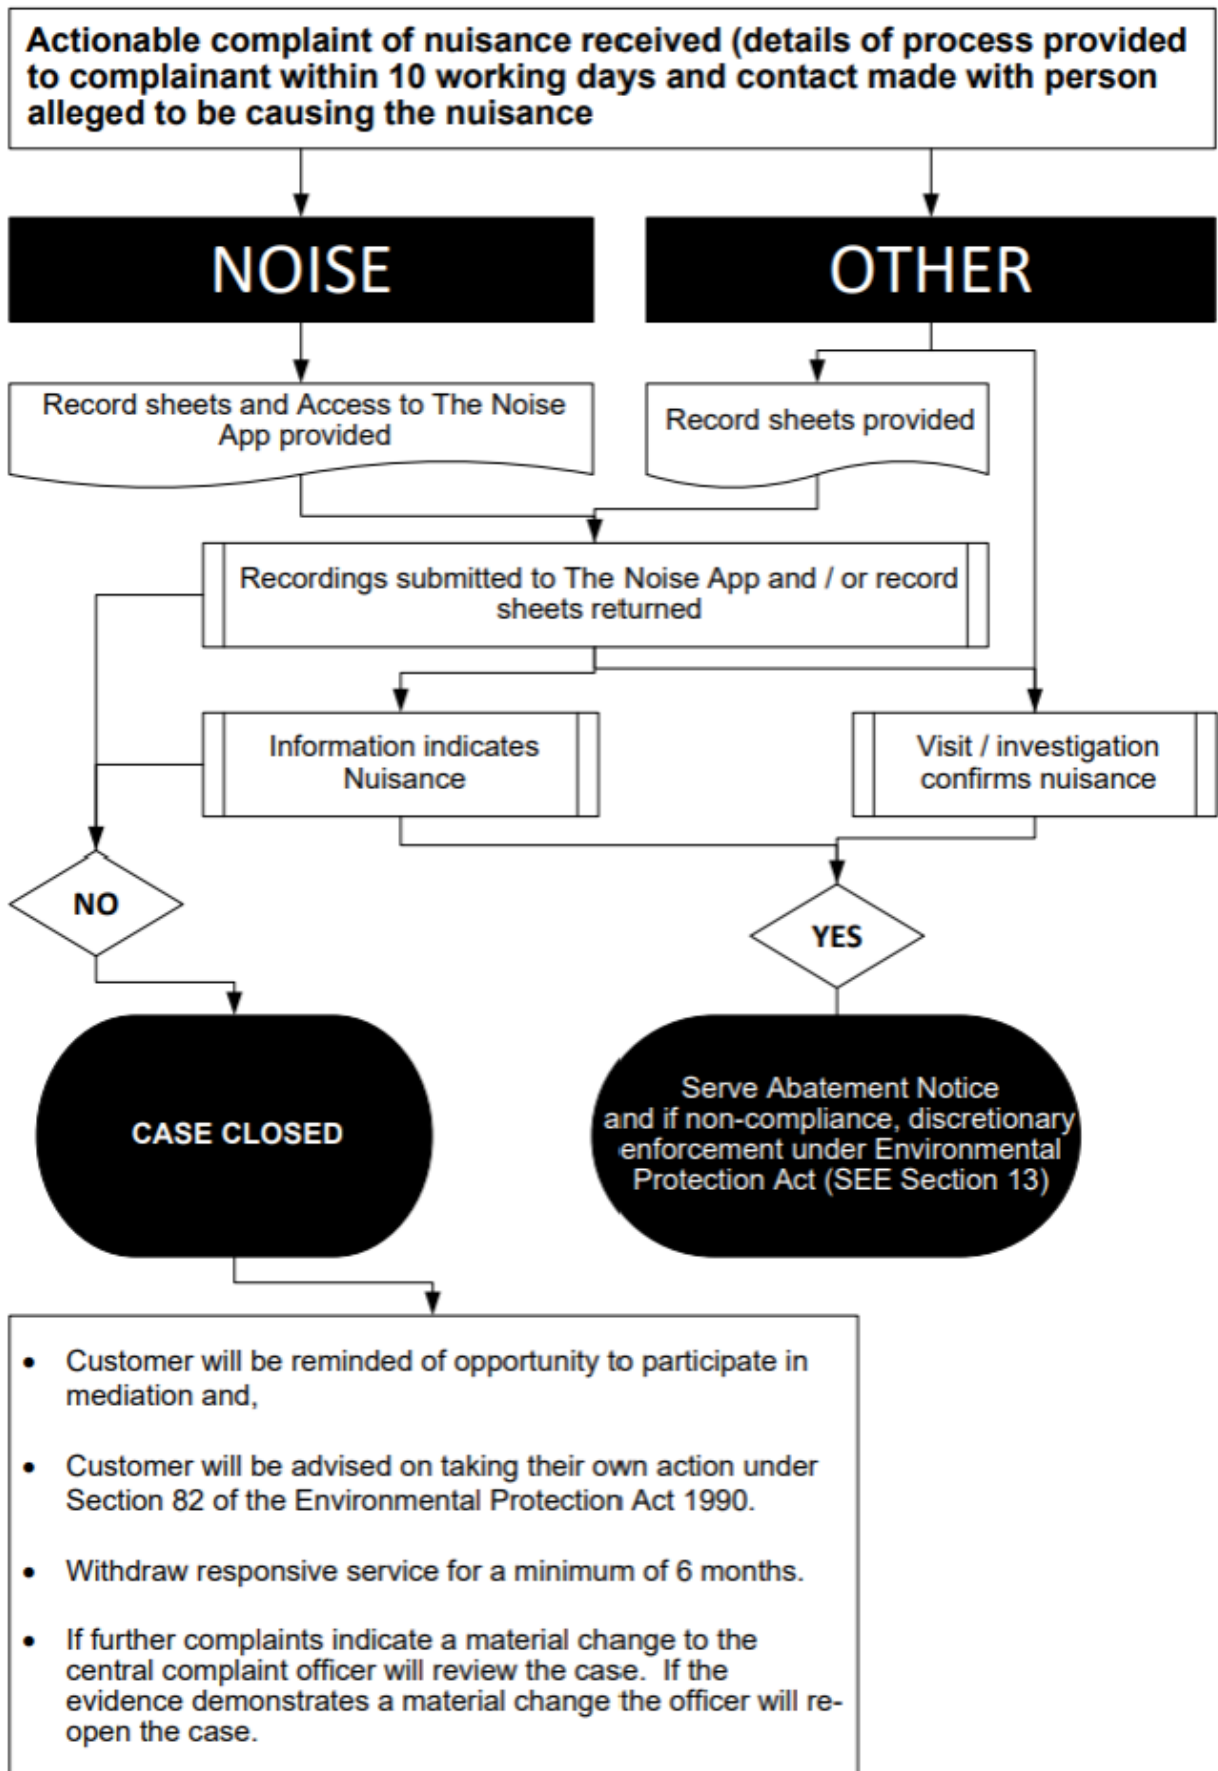 Actionable complaint of nuisance received (details of process provided
to complainant within 10 working days and contact made with person
alleged to be causing the nuisance
NOISE
OTHER
Record sheets and Access to The Noise
App provided
Record sheets provided
Recordings submitted to The Noise App and / or record
sheets returned
Information indicates
Nuisance
Visit / investigation
confirms nuisance
NO
YES
CASE CLOSED
Serve Abatement Notice
and if non-compliance, discretionary
enforcement under Environmental
Protection Act (SEE Section 13)
• Customer will be reminded of opportunity to participate in
mediation and,
• Customer will be advised on taking their own action under
Section 82 of the Environmental Protection Act 1990.
• Withdraw responsive service for a minimum of 6 months.
• If further complaints indicate a material change to the
central complaint officer will review the case.  If the
evidence demonstrates a material change the officer will re-
open the case.